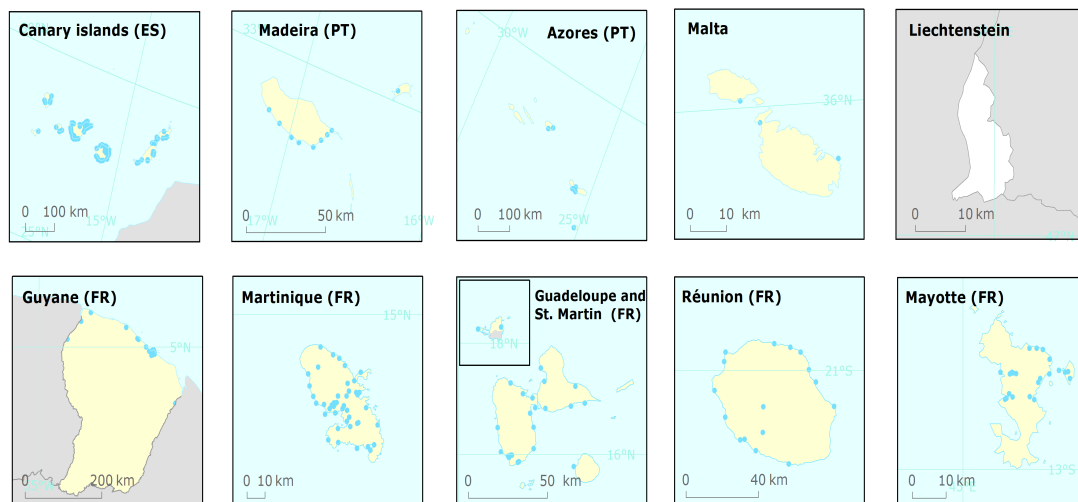 Canary islands (ES)
0 100 km
15°W
25°N
Madeira (PT)
33°
0 50 km
17°W
16°W
Azores (PT)
30°W
0 100 km
25°W
Malta
36°N
0 10 km
Liechtenstein
0 10 km
47°N
Guyane (FR)
5°N
0 200 km
Martinique (FR)
15°N
0 10 km
Guadeloupe and
St. Martin (FR)
18°N
16°N
0 50 km
Réunion (FR)
21°S
0 40 km
Mayotte (FR)
13°S
0 10 km
45°E